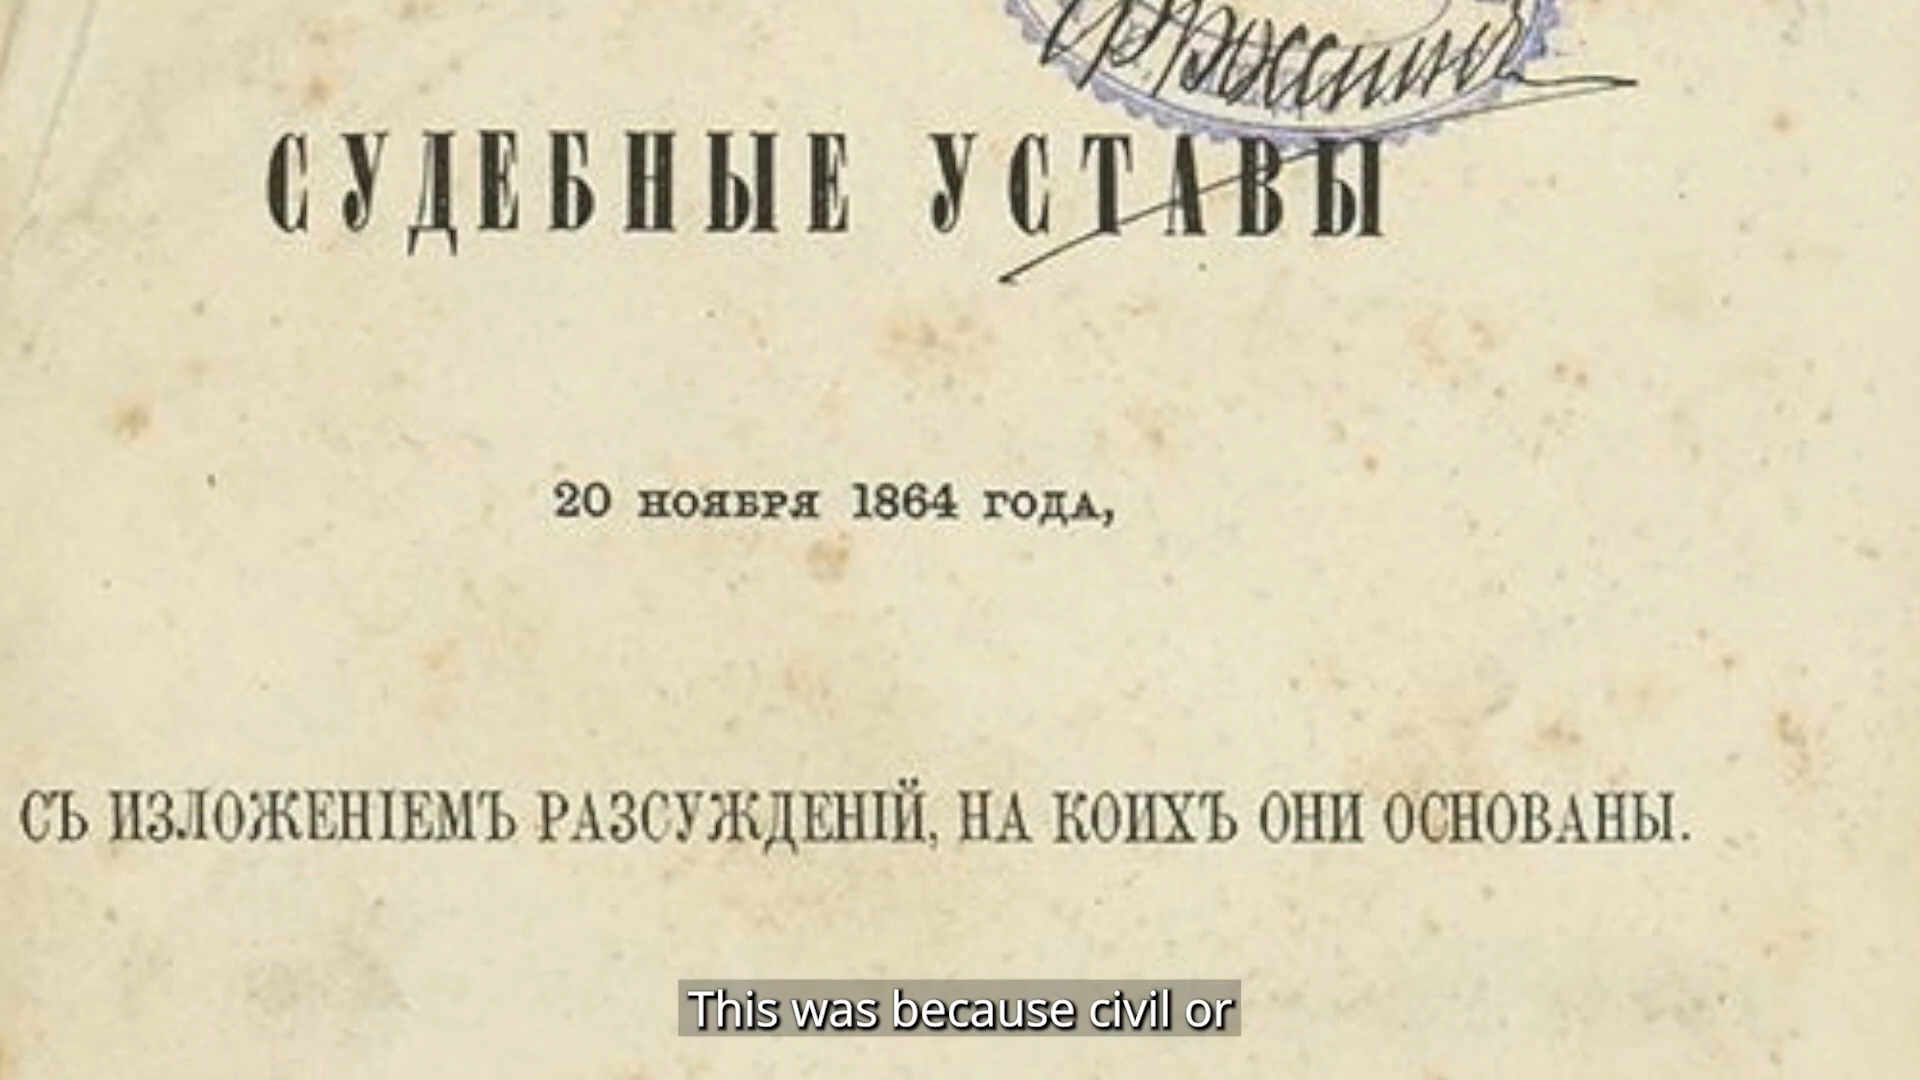 СУДЕБНЫЕ УСТАВЫ
20 НОЯБРЯ 1864 ГОДА,
СЪ ИЗЛОЖЕНІЕМЪ РАЗСУЖДЕНІЙ, НА КОИХЪ ОНИ ОСНОВАНЫ.
This was because civil or